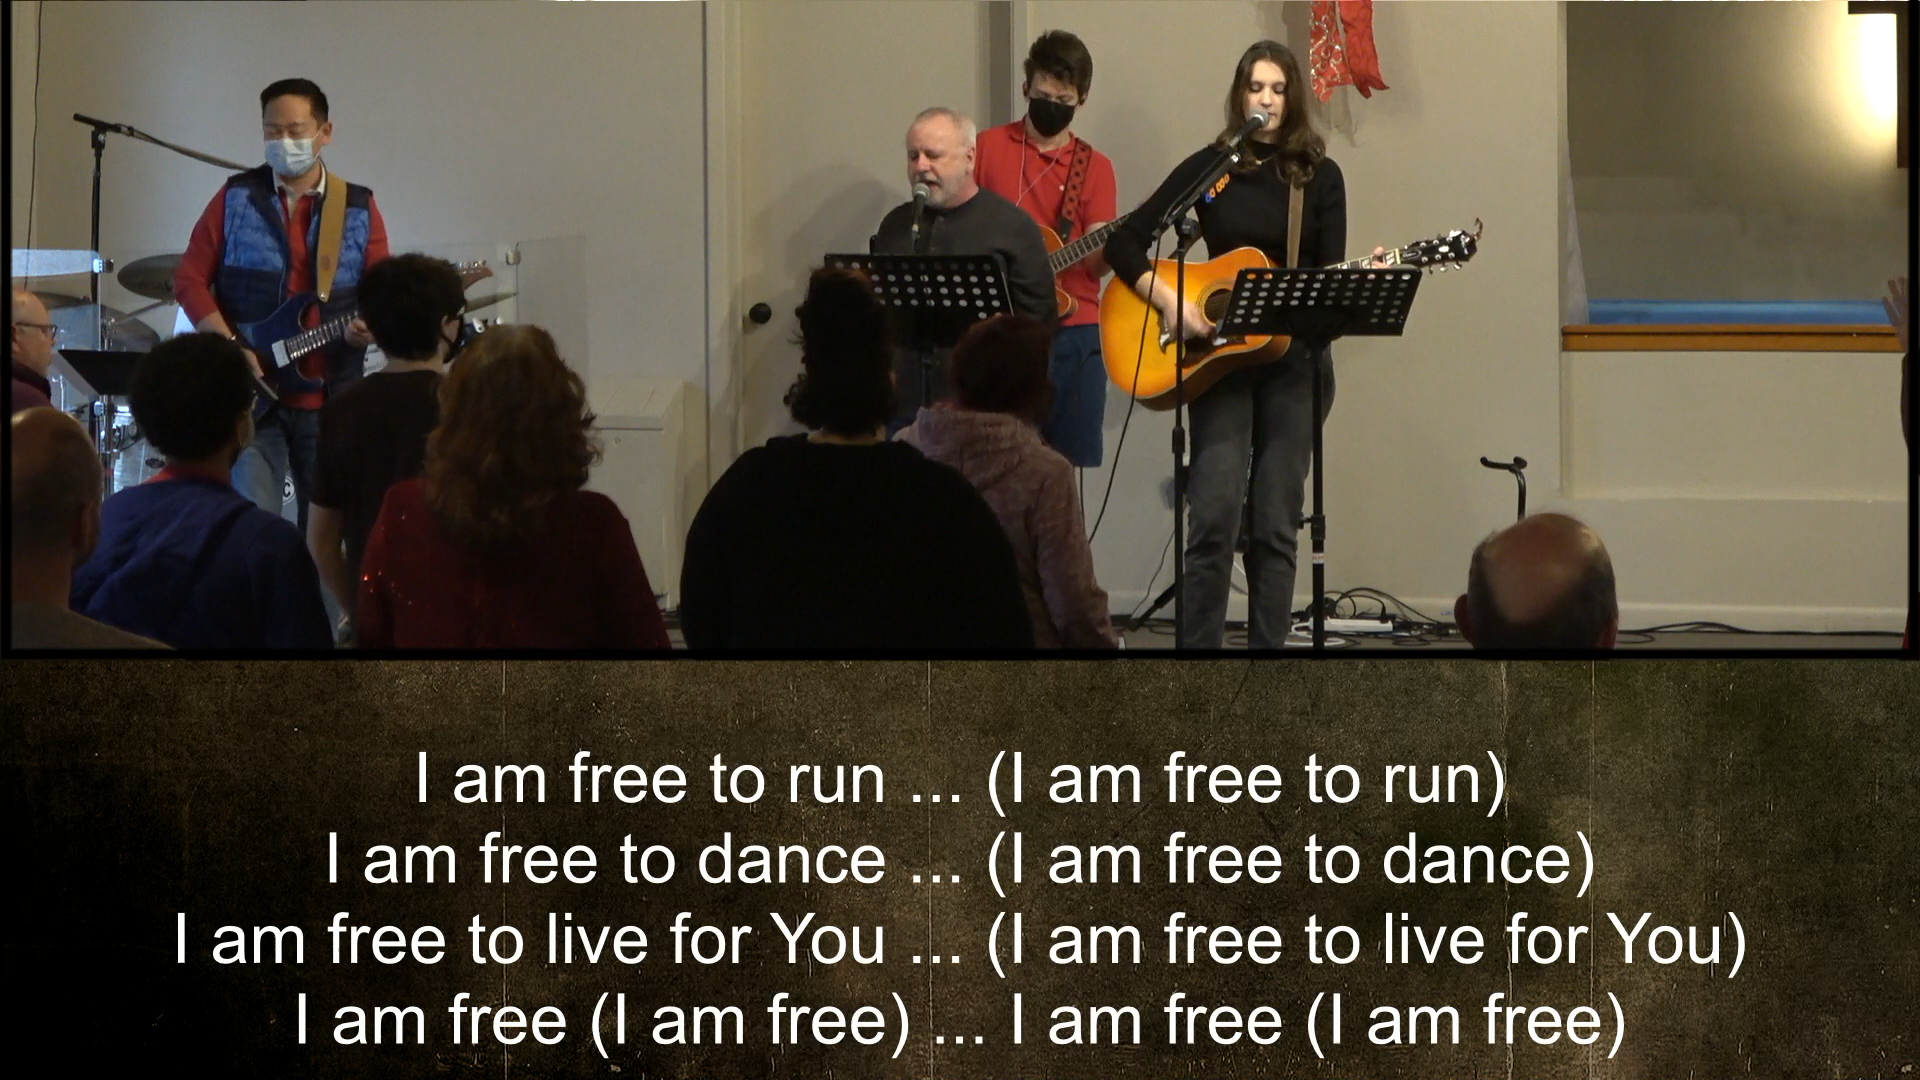 I am free to run ... (I am free to run)
I am free to dance ... (I am free to dance)
I am free to live for You ... (I am free to live for You)
I am free (I am free) ... I am free (I am free)